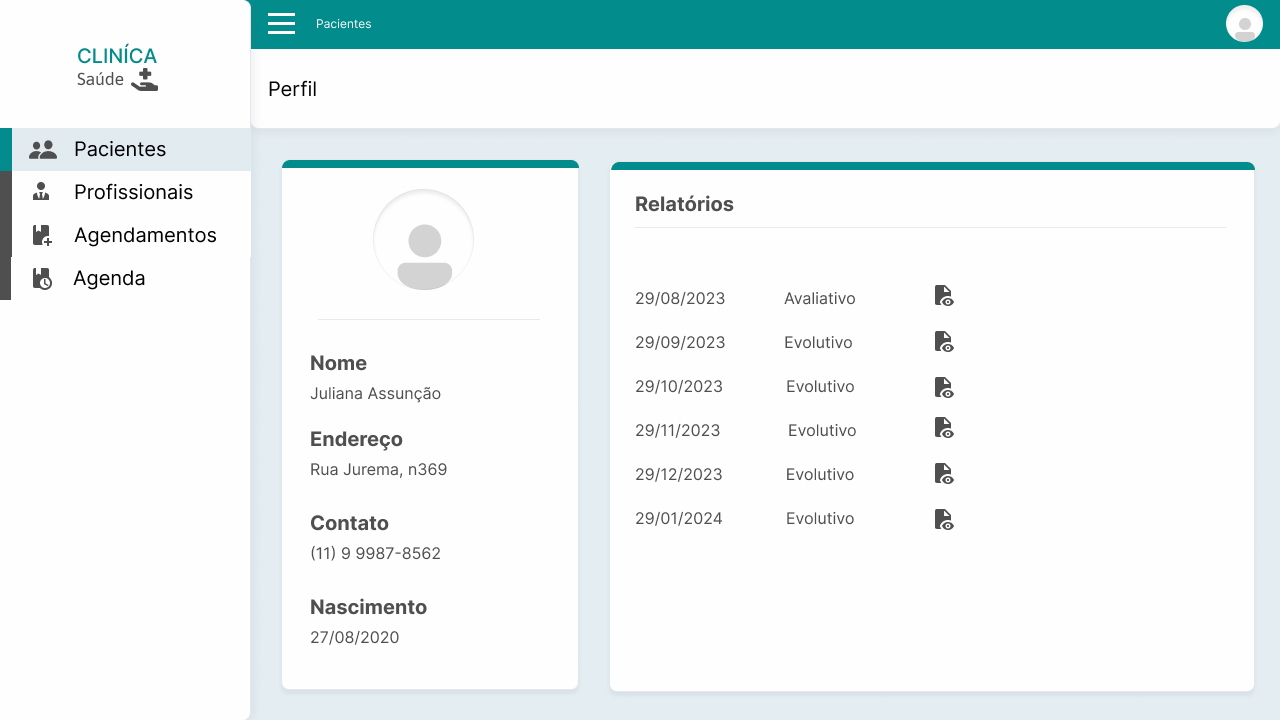 CLINÍCA
Saúde
Pacientes
Profissionais
Agendamentos
Agenda
Pacientes
Perfil
Nome
Juliana Assunção
Endereço
Rua Jurema, n369
Contato
(11) 9 9987-8562
Nascimento
27/08/2020
Relatórios
29/08/2023 Avaliativo
29/09/2023 Evolutivo
29/10/2023 Evolutivo
29/11/2023 Evolutivo
29/12/2023 Evolutivo
29/01/2024 Evolutivo